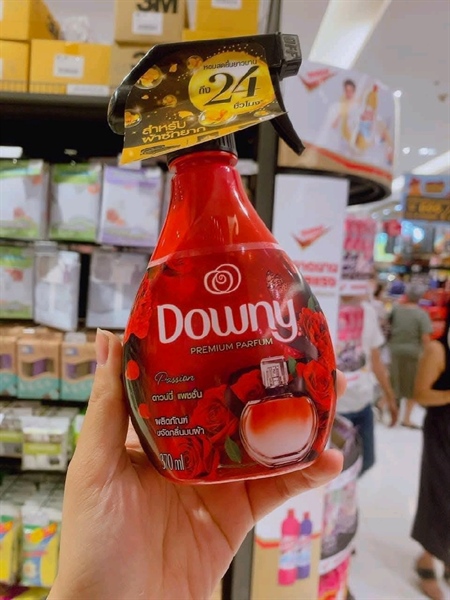 3M
หอมสดชื่นยาวนาน
ถึง 24
ชั่วโมง
สำหรับ
ผ้าซักยาก
Downy
PREMIUM PARFUM
Passion
ดาวน์นี่ แพชชั่น
ผลิตภัณฑ์
ขจัดกลิ่นบนผ้า
370 ml